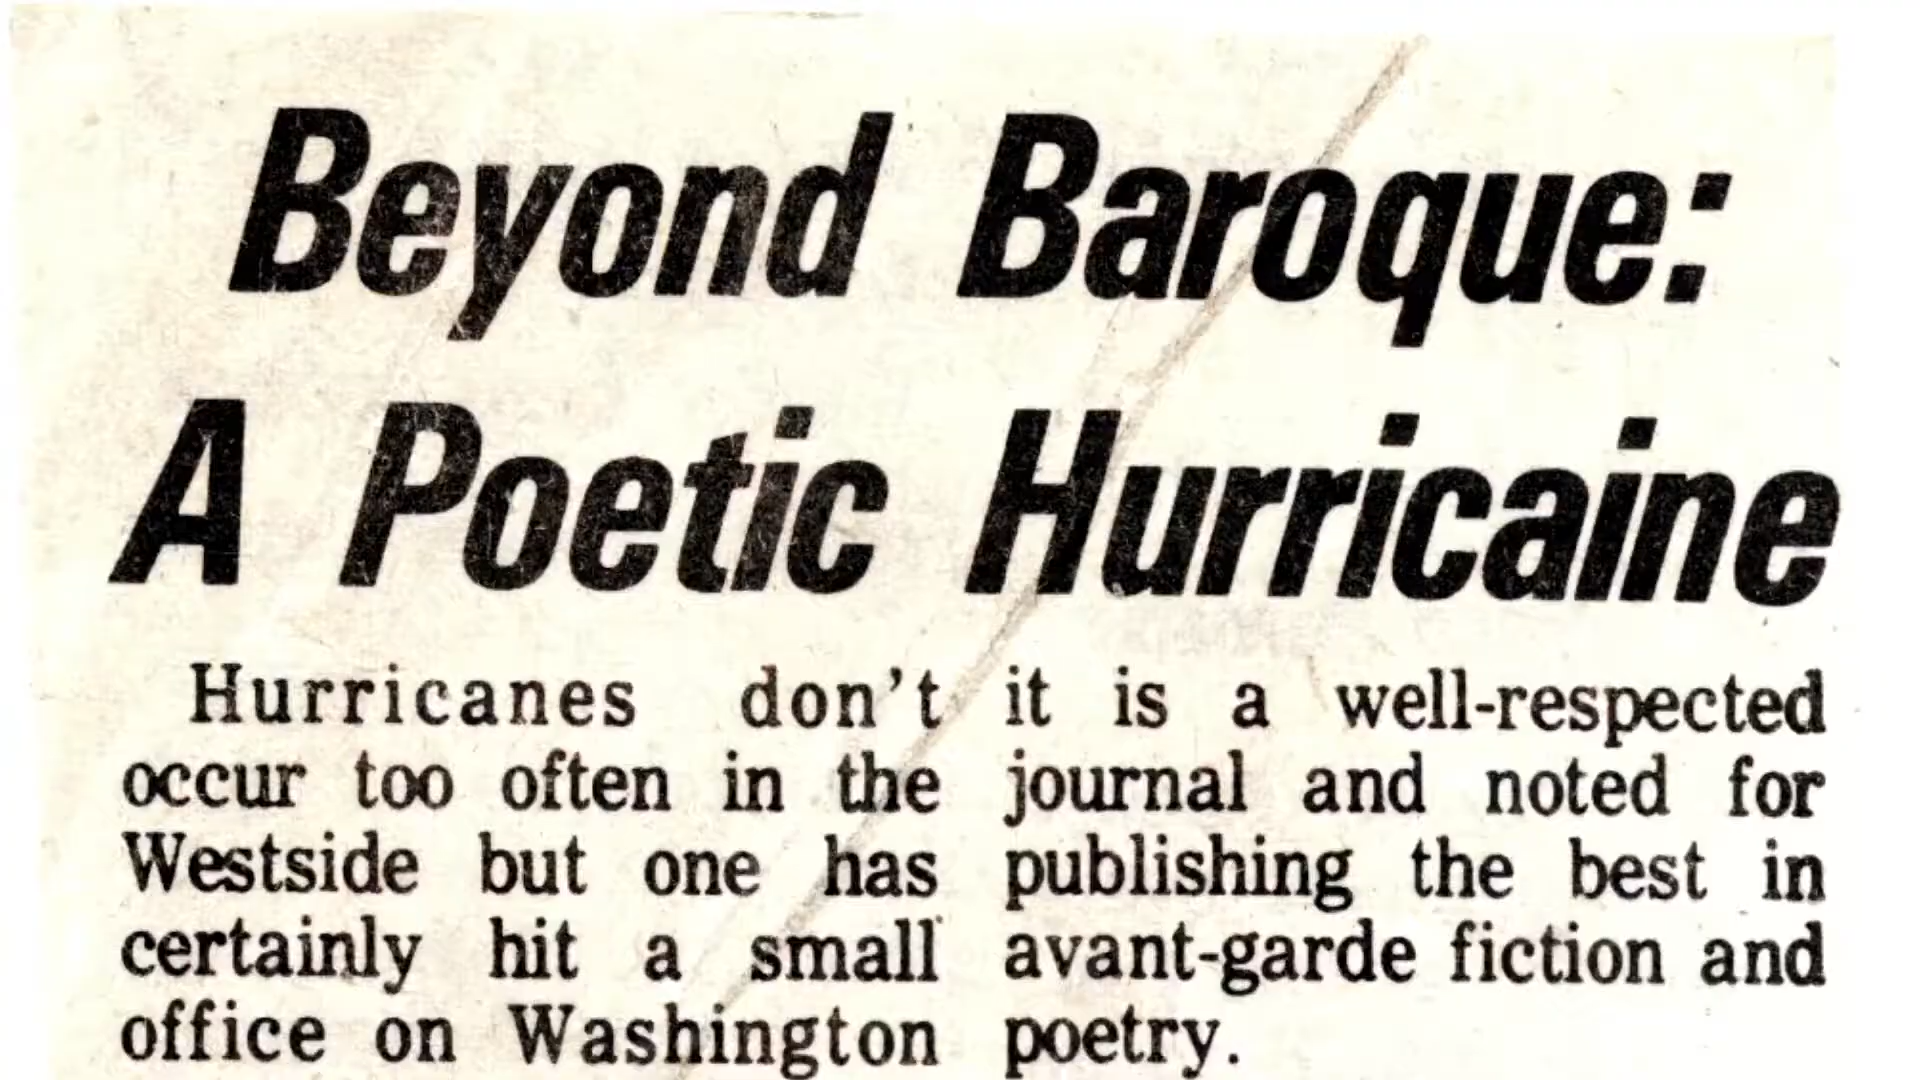 Beyond Baroque:
A Poetic Hurricaine
Hurricanes don't
occur too often in the
Westside but one has
certainly hit a small
office on Washington
it is a well-respected
journal and noted for
publishing the best in
avant-garde fiction and
poetry.